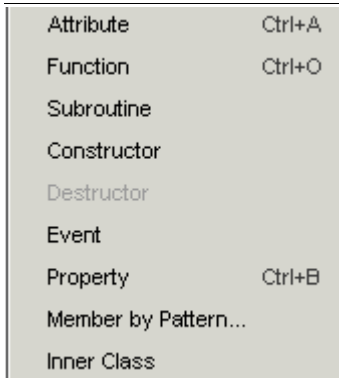 Attribute Ctrl+A
Function Ctrl+O
Subroutine
Constructor
Destructor
Event
Property Ctrl+B
Member by Pattern...
Inner Class